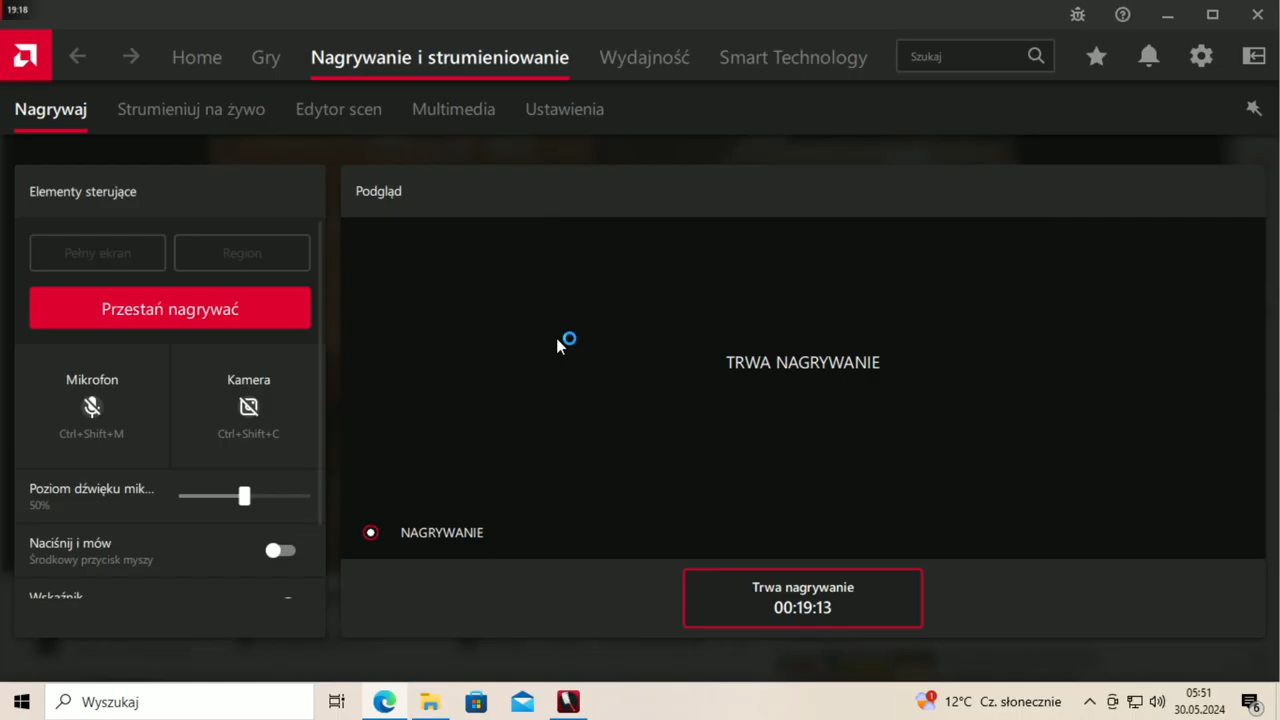 19:18
Home
Gry
Nagrywanie i strumieniowanie
Wydajność
Smart Technology
Szukaj
Nagrywaj
Strumieniuj na żywo
Edytor scen
Multimedia
Ustawienia
Elementy sterujące
Podgląd
Pełny ekran
Region
Przestań nagrywać
Mikrofon
Kamera
Ctrl+Shift+M
Ctrl+Shift+C
TRWA NAGRYWANIE
Poziom dźwięku mik...
50%
Naciśnij i mów
Środkowy przycisk myszy
Wskaźnik
NAGRYWANIE
Trwa nagrywanie
00:19:13
Wyszukaj
1
12°C Cz. słonecznie
05:51
30.05.2024
6